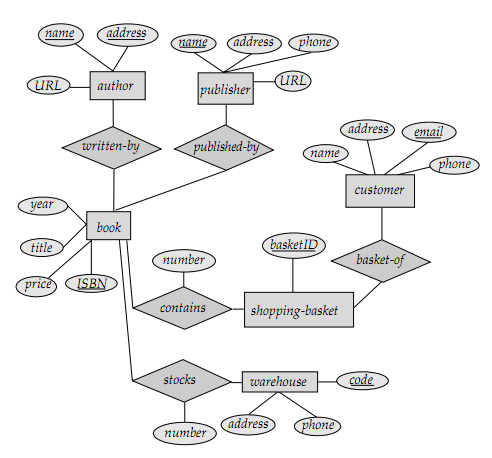 name
address
name
address
phone
URL
author
publisher
URL
written-by
published-by
address
email
name
phone
customer
year
book
title
price
ISBN
number
basketID
basket-of
contains
shopping-basket
stocks
warehouse
code
number
address
phone